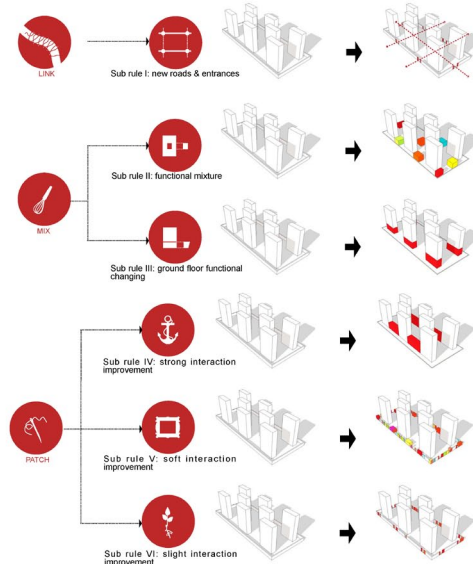 LINK
Sub rule I: new roads & entrances
Sub rule II: functional mixture
MIX
Sub rule III: ground floor functional
changing
Sub rule IV: strong interaction
improvement
PATCH
Sub rule V: soft interaction
improvement
Sub rule VI: slight interaction
improvement